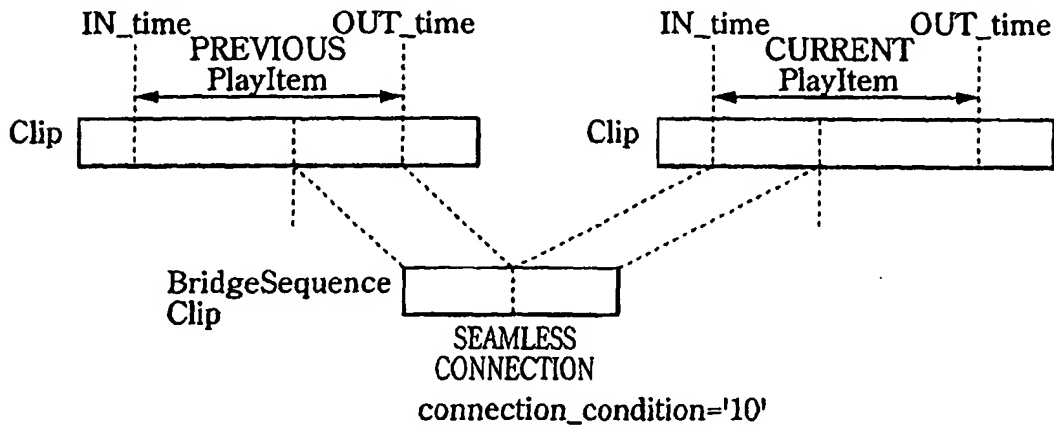 IN_time OUT_time IN_time OUT_time
PREVIOUS CURRENT
PlayItem PlayItem
Clip Clip
BridgeSequence
Clip
SEAMLESS
CONNECTION
connection_condition='10'